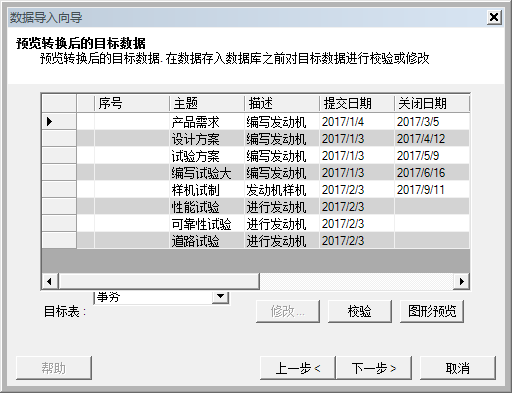 数据导入向导
预览转换后的目标数据
预览转换后的目标数据. 在数据存入数据库之前对目标数据进行校验或修改
序号 主题 描述 提交日期 关闭日期
产品需求 编写发动机 2017/1/4 2017/3/5
设计方案 编写发动机 2017/1/3 2017/4/12
试验方案 编写发动机 2017/1/3 2017/5/9
编写试验大 编写发动机 2017/1/3 2017/6/16
样机试制 发动机样机 2017/2/3 2017/9/11
性能试验 进行发动机 2017/2/3
可靠性试验 进行发动机 2017/2/3
道路试验 进行发动机 2017/2/3
目标表: 事务
修改... 校验 图形预览
帮助 上一步 < 下一步 > 取消